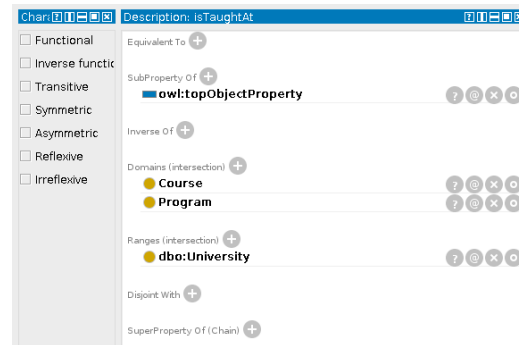 Chara
Description: isTaughtAt
Functional
Inverse functio
Transitive
Symmetric
Asymmetric
Reflexive
Irreflexive
Equivalent To
SubProperty Of
owl:topObjectProperty
Inverse Of
Domains (intersection)
Course
Program
Ranges (intersection)
dbo:University
Disjoint With
SuperProperty Of (Chain)